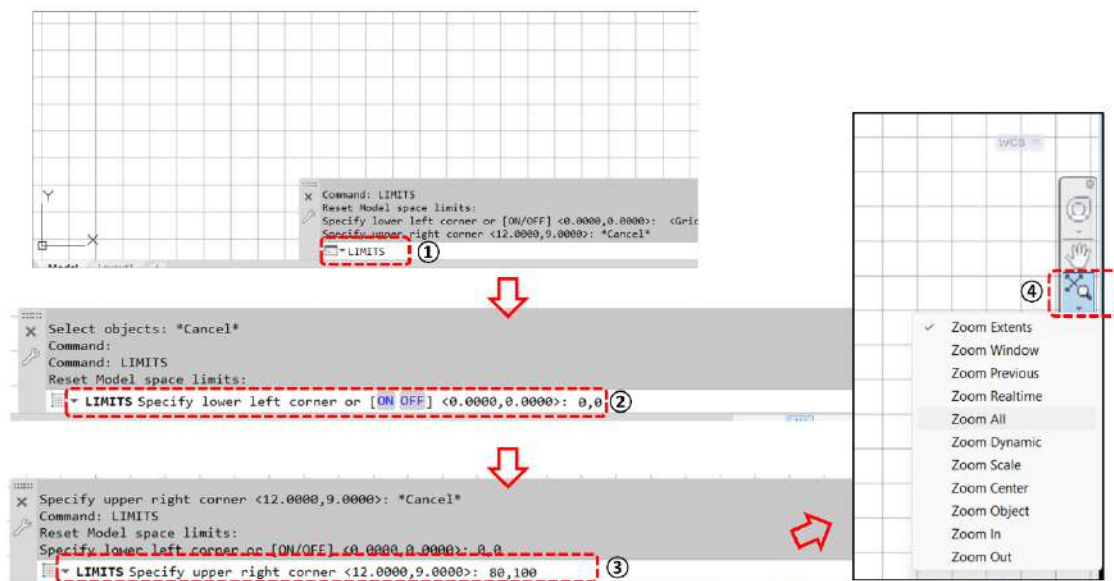 Y
X
Command: LIMITS
Reset Model space limits:
Specify lower left corner or [ON/OFF] <0.0000,0.0000>: <Gric
Specify upper right corner <12.0000,9.0000>: *Cancel*
LIMITS ①
Model Layout1 +
Select objects: *Cancel*
Command:
Command: LIMITS
Reset Model space limits:
LIMITS Specify lower left corner or [ON OFF] <0.0000,0.0000>: 0,0 ②
Specify upper right corner <12.0000,9.0000>: *Cancel*
Command: LIMITS
Reset Model space limits:
Specify lower left corner or [ON/OFF] <0.0000,0.0000>: 0,0
LIMITS Specify upper right corner <12.0000,9.0000>: 80,100 ③
WCS
④
Zoom Extents
Zoom Window
Zoom Previous
Zoom Realtime
Zoom All
Zoom Dynamic
Zoom Scale
Zoom Center
Zoom Object
Zoom In
Zoom Out